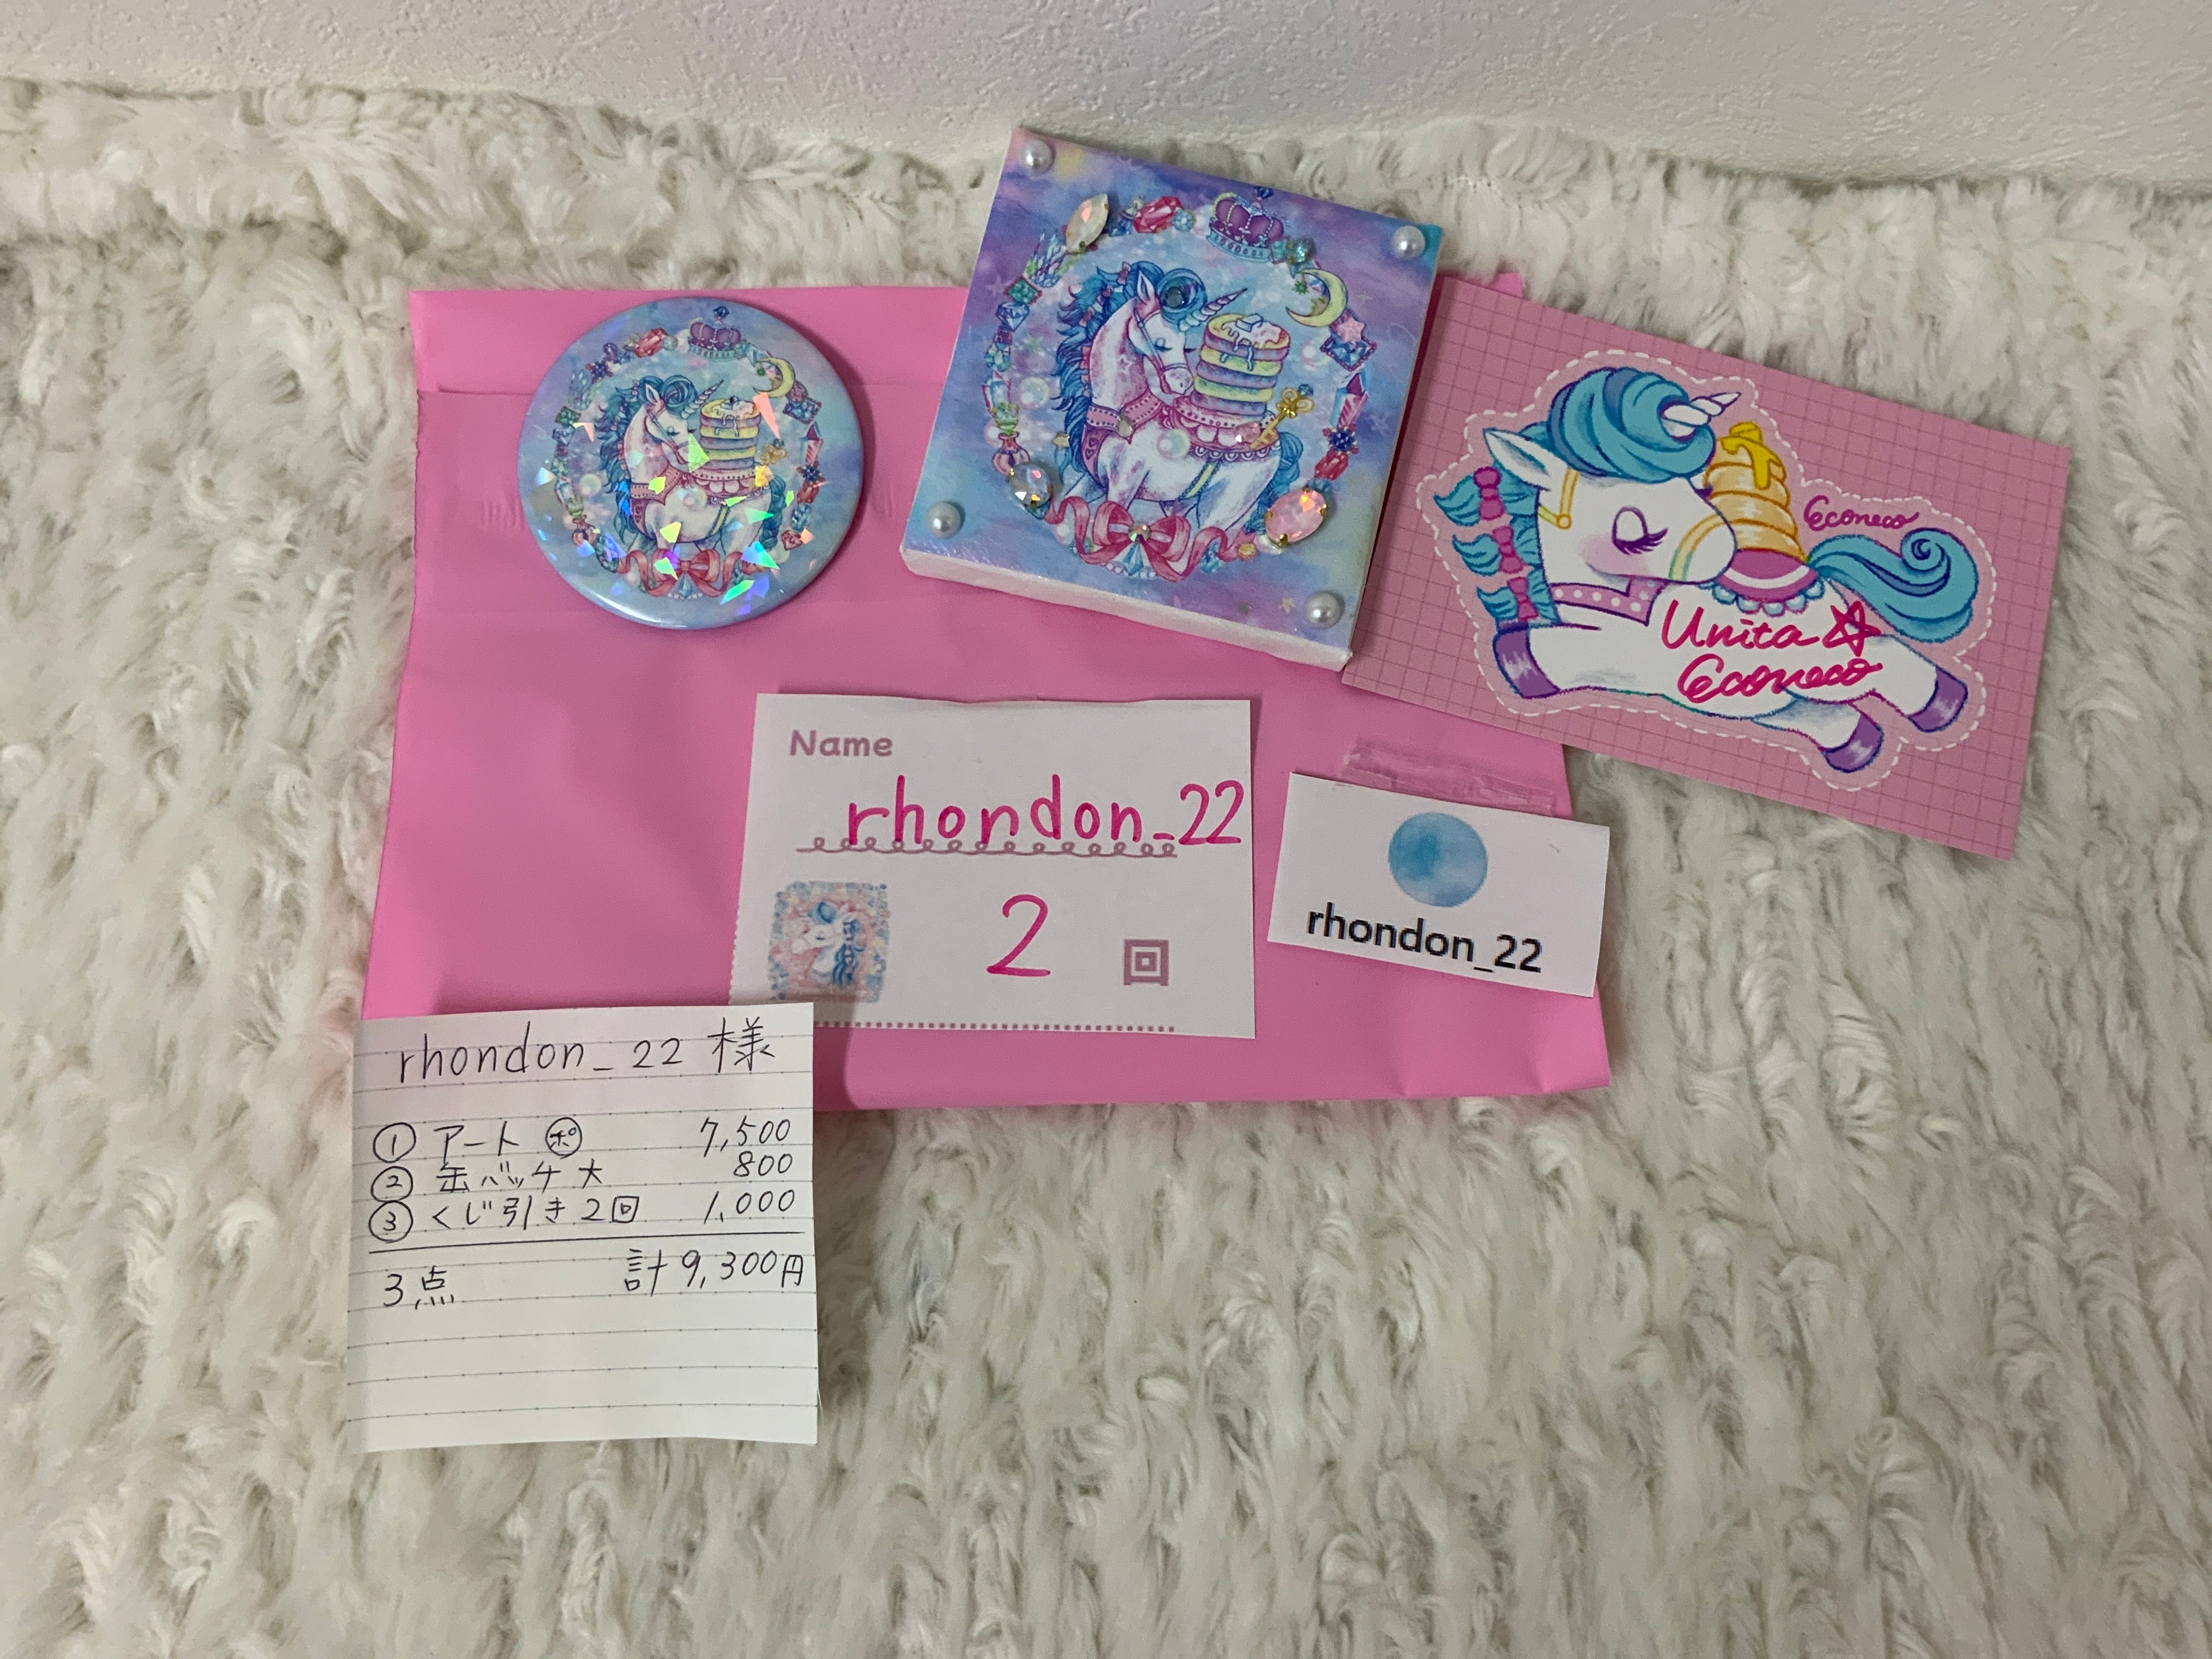 Econeco
Unita☆
Econeco
Name
rhondon_22
2 回
rhondon_22
rhondon_22 様
① アート ㋭゚ 7,500
② 缶バッチ大 800
③ くじ引き2回 1,000
3点 計9,300円